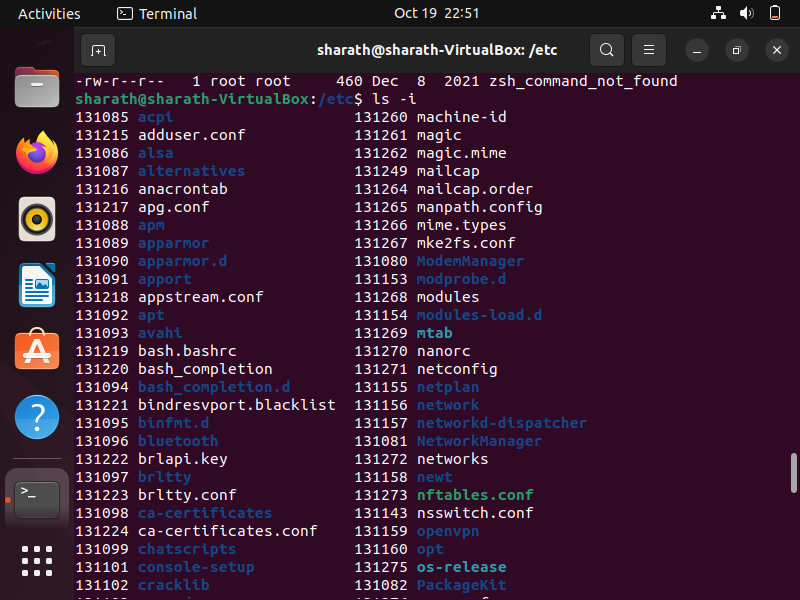 Activities Terminal Oct 19 22:51
sharath@sharath-VirtualBox: /etc
-rw-r--r-- 1 root root 460 Dec 8 2021 zsh_command_not_found
sharath@sharath-VirtualBox:/etc$ ls -i
131085 acpi 131260 machine-id
131215 adduser.conf 131261 magic
131086 alsa 131262 magic.mime
131087 alternatives 131249 mailcap
131216 anacrontab 131264 mailcap.order
131217 apg.conf 131265 manpath.config
131088 apm 131266 mime.types
131089 apparmor 131267 mke2fs.conf
131090 apparmor.d 131080 ModemManager
131091 apport 131153 modprobe.d
131218 appstream.conf 131268 modules
131092 apt 131154 modules-load.d
131093 avahi 131269 mtab
131219 bash.bashrc 131270 nanorc
131220 bash_completion 131271 netconfig
131094 bash_completion.d 131155 netplan
131221 bindresvport.blacklist 131156 network
131095 binfmt.d 131157 networkd-dispatcher
131096 bluetooth 131081 NetworkManager
131222 brlapi.key 131272 networks
131097 brltty 131158 newt
131223 brltty.conf 131273 nftables.conf
131098 ca-certificates 131143 nsswitch.conf
131224 ca-certificates.conf 131159 openvpn
131099 chatscripts 131160 opt
131101 console-setup 131275 os-release
131102 cracklib 131082 PackageKit